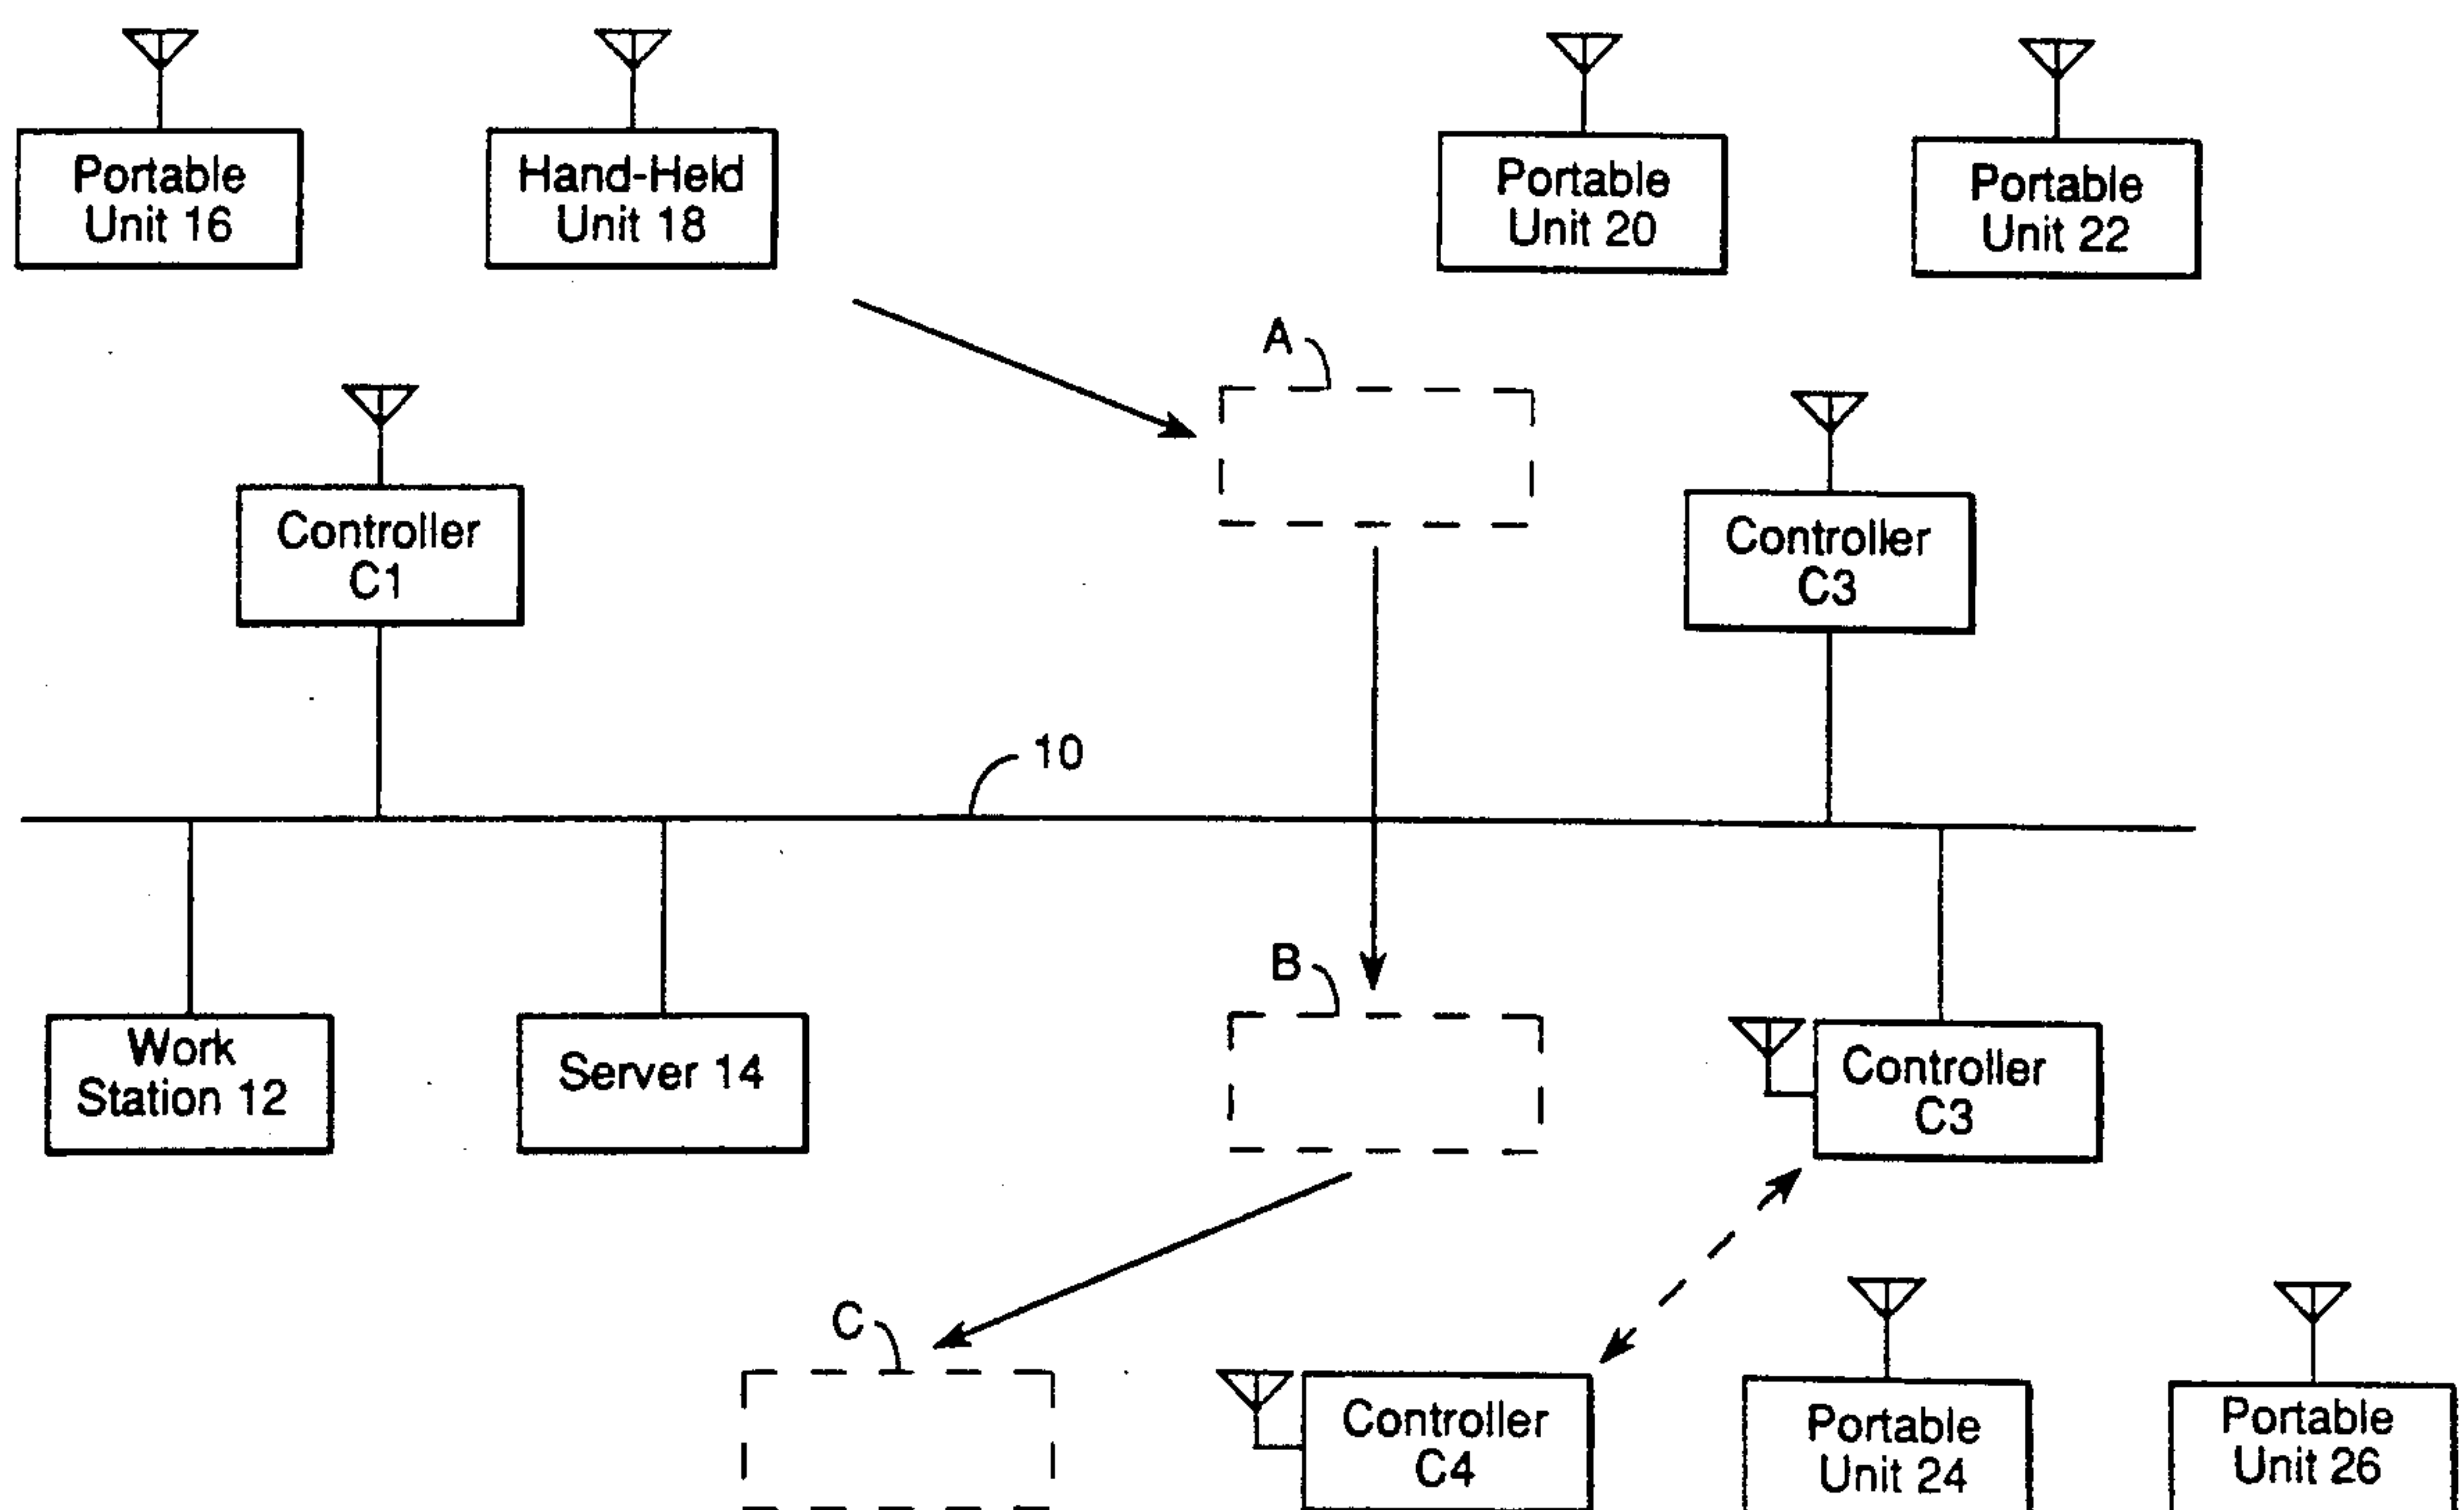 Portable
Unit 16
Hand-Held
Unit 18
Portable
Unit 20
Portable
Unit 22
A
Controller
C1
Controller
C3
10
B
Work
Station 12
Server 14
Controller
C3
C
Controller
C4
Portable
Unit 24
Portable
Unit 26